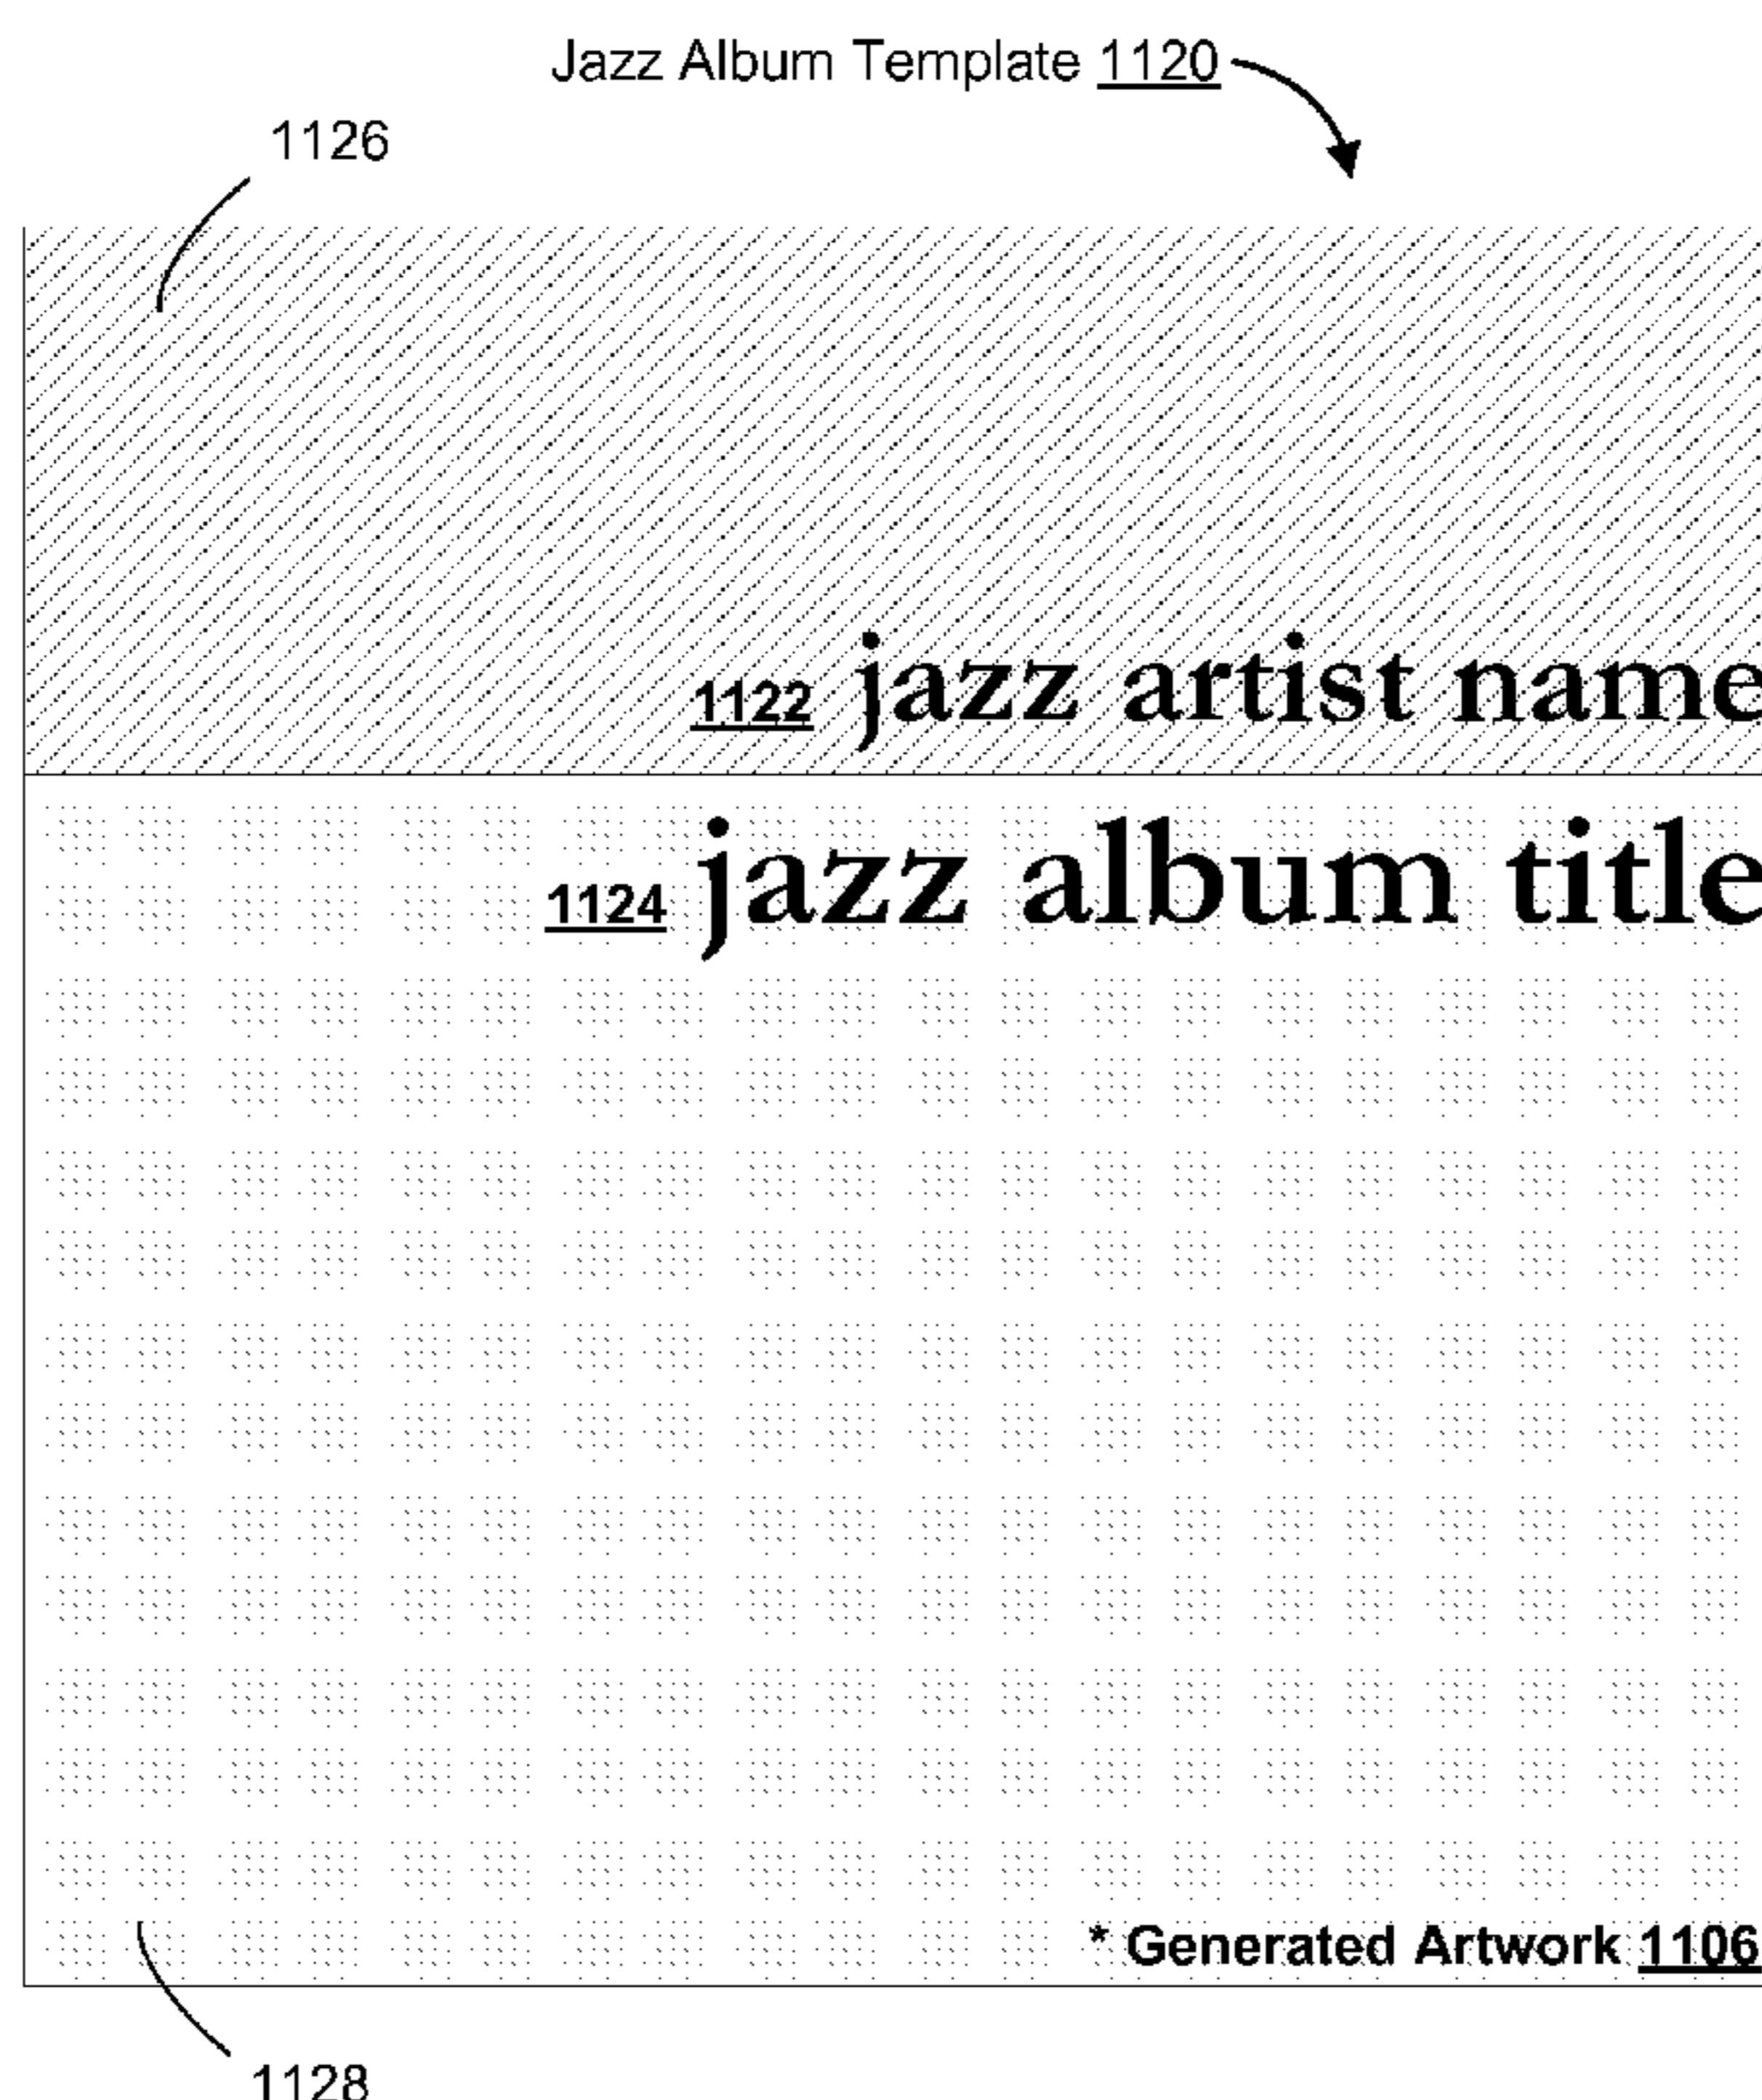 Jazz Album Template 1120
1126
1122 jazz artist name
1124 jazz album title
* Generated Artwork 1106
1128